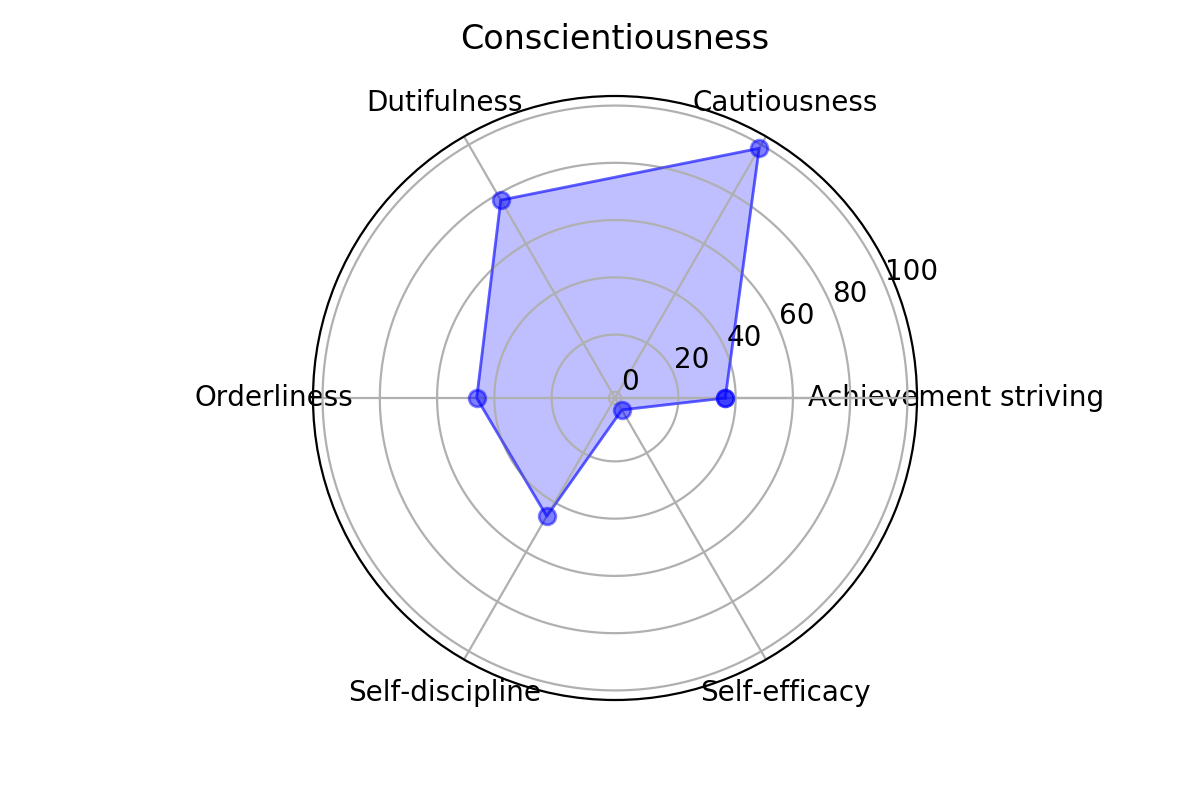 Conscientiousness
Dutifulness
Cautiousness
100
80
60
40
20
0
Orderliness
Achievement striving
Self-discipline
Self-efficacy